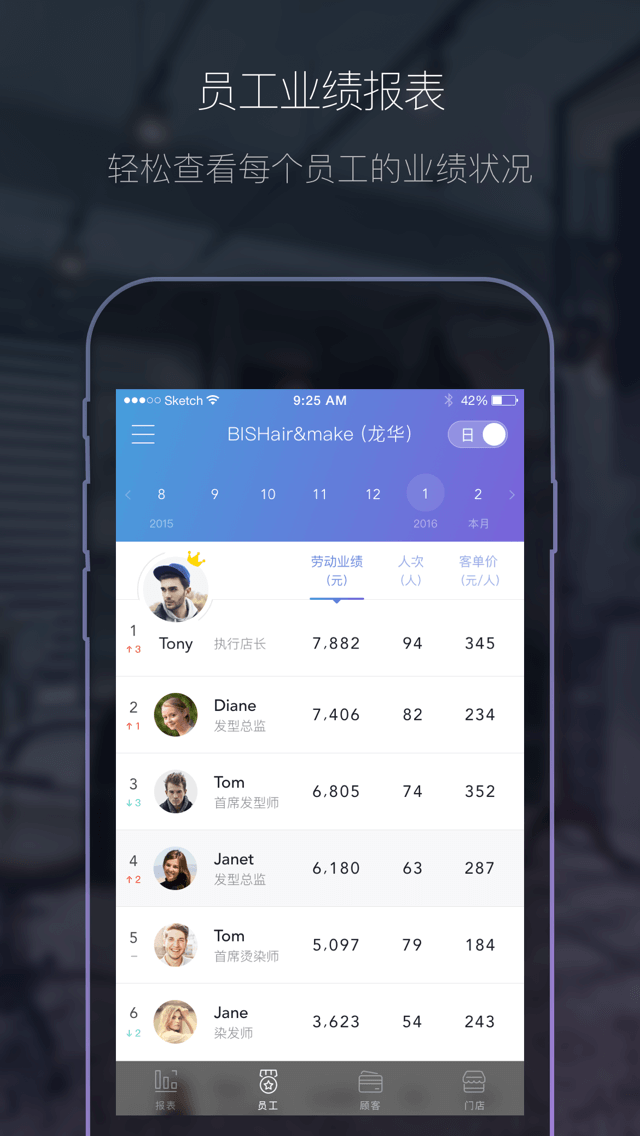 员工业绩报表
轻松查看每个员工的业绩状况
Sketch 9:25 AM 42%
BISHair&make (龙华) 日
8 9 10 11 12 1 2
2015 2016 本月
劳动业绩 人次 客单价
(元) (人) (元/人)
1 ↑3 Tony 执行店长 7,882 94 345
2 Diane 7,406 82 234
↑1 发型总监
3 Tom 6,805 74 352
↓3 首席发型师
4 Janet 6,180 63 287
↑2 发型总监
5 Tom 5,097 79 184
– 首席烫染师
6 Jane 3,623 54 243
↓2 染发师
报表 员工 顾客 门店